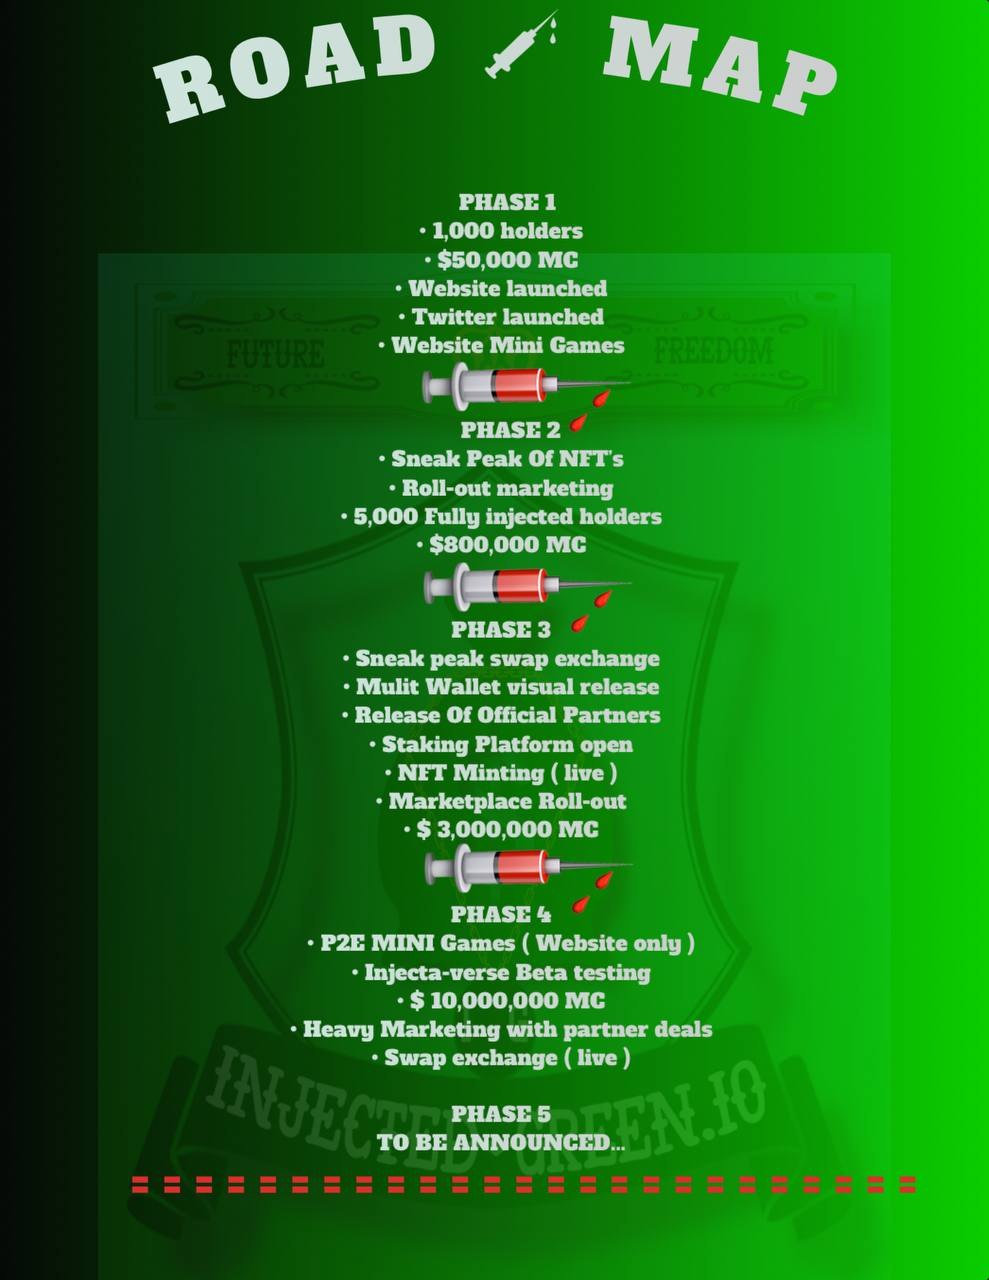 ROAD MAP
PHASE 1
• 1,000 holders
• $50,000 MC
• Website launched
• Twitter launched
• Website Mini Games
FUTURE
FREEDOM
PHASE 2
• Sneak Peak Of NFT's
• Roll-out marketing
• 5,000 Fully injected holders
• $800,000 MC
PHASE 3
• Sneak peak swap exchange
• Mulit Wallet visual release
• Release Of Official Partners
• Staking Platform open
• NFT Minting ( live )
• Marketplace Roll-out
• $ 3,000,000 MC
PHASE 4
• P2E MINI Games ( Website only )
• Injecta-verse Beta testing
• $ 10,000,000 MC
• Heavy Marketing with partner deals
• Swap exchange ( live )
INJECTED-GREEN.IO
PHASE 5
TO BE ANNOUNCED...